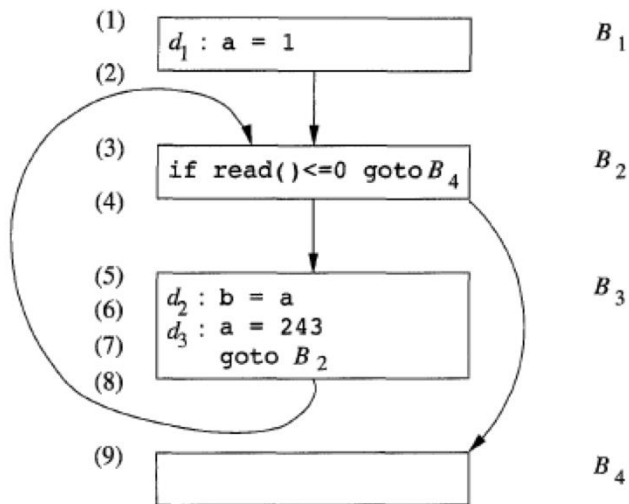 (1)
d1 : a = 1
B1
(2)
(3)
if read()<=0 goto B4
B2
(4)
(5)
d2 : b = a
B3
(6)
d3 : a = 243
(7)
goto B2
(8)
(9)
B4